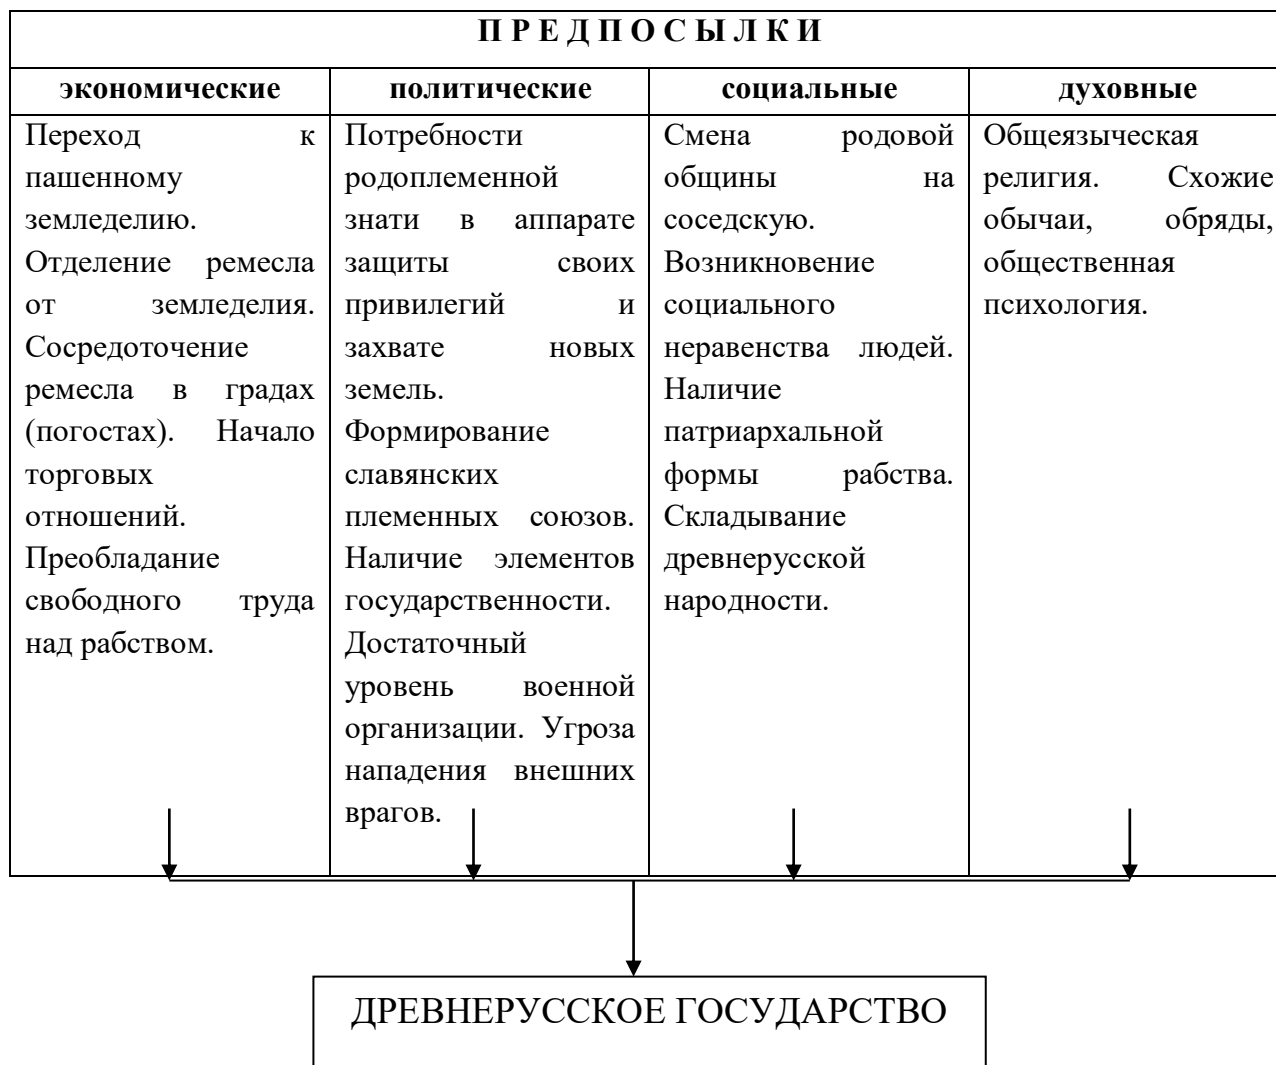 П Р Е Д П О С Ы Л К И
экономические
политические
социальные
духовные
Переход к
пашенному
земледелию.
Отделение ремесла
от земледелия.
Сосредоточение
ремесла в градах
(погостах). Начало
торговых
отношений.
Преобладание
свободного труда
над рабством.
Потребности
родоплеменной
знати в аппарате
защиты своих
привилегий и
захвате новых
земель.
Формирование
славянских
племенных союзов.
Наличие элементов
государственности.
Достаточный
уровень военной
организации. Угроза
нападения внешних
врагов.
Смена родовой
общины на
соседскую.
Возникновение
социального
неравенства людей.
Наличие
патриархальной
формы рабства.
Складывание
древнерусской
народности.
Общеязыческая
религия. Схожие
обычаи, обряды,
общественная
психология.
ДРЕВНЕРУССКОЕ ГОСУДАРСТВО